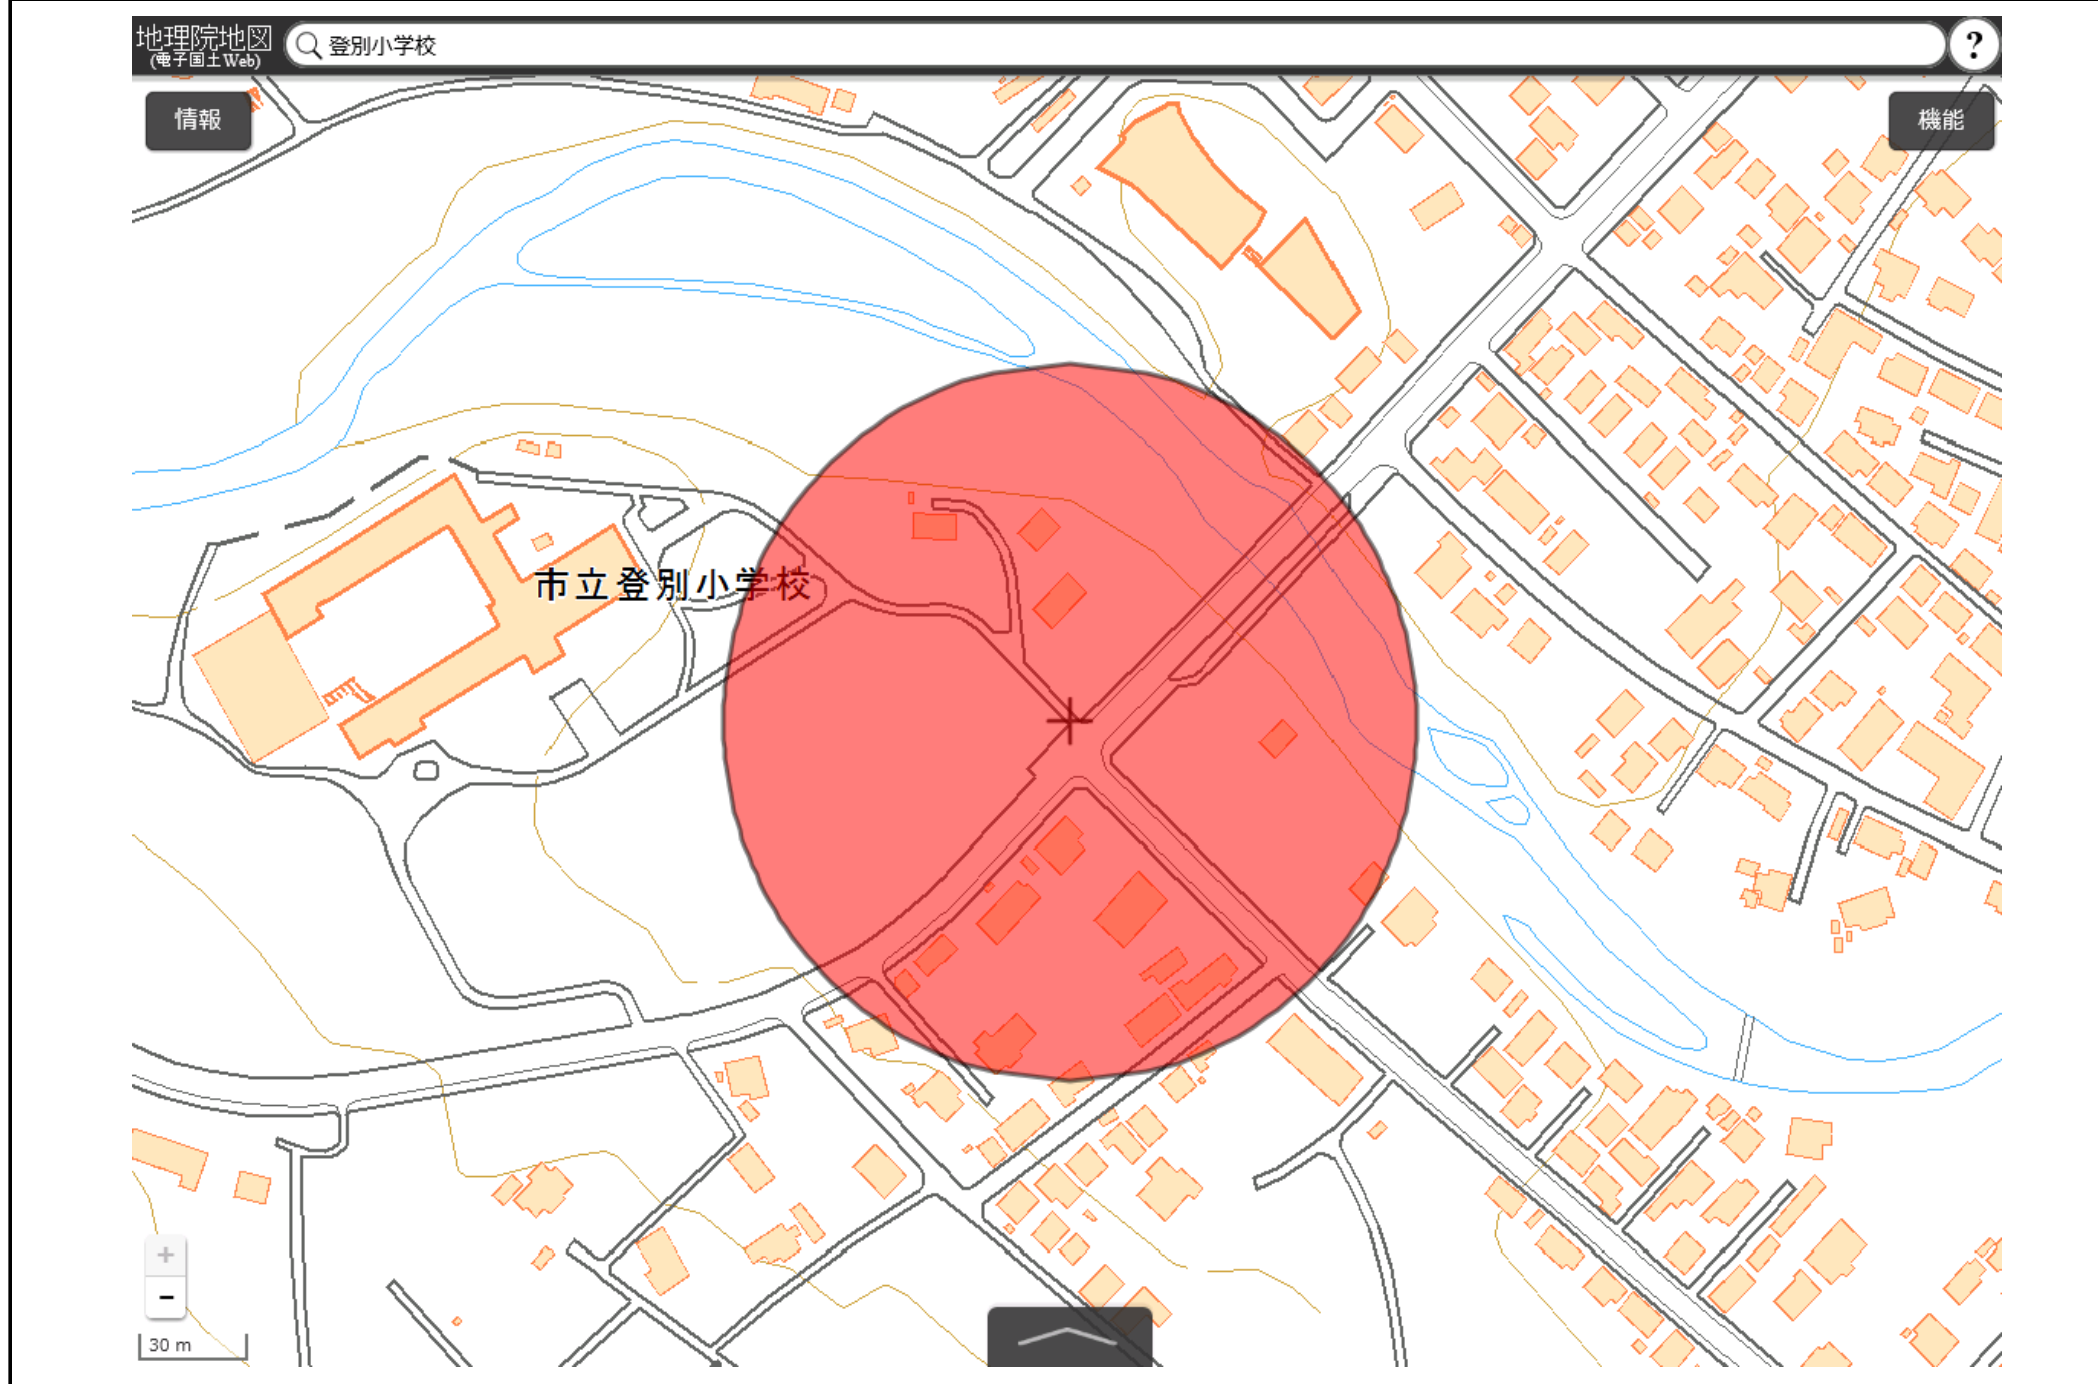 地理院地図
(電子国土Web)
登別小学校
?
情報
機能
市立登別小学校
+
−
30 m